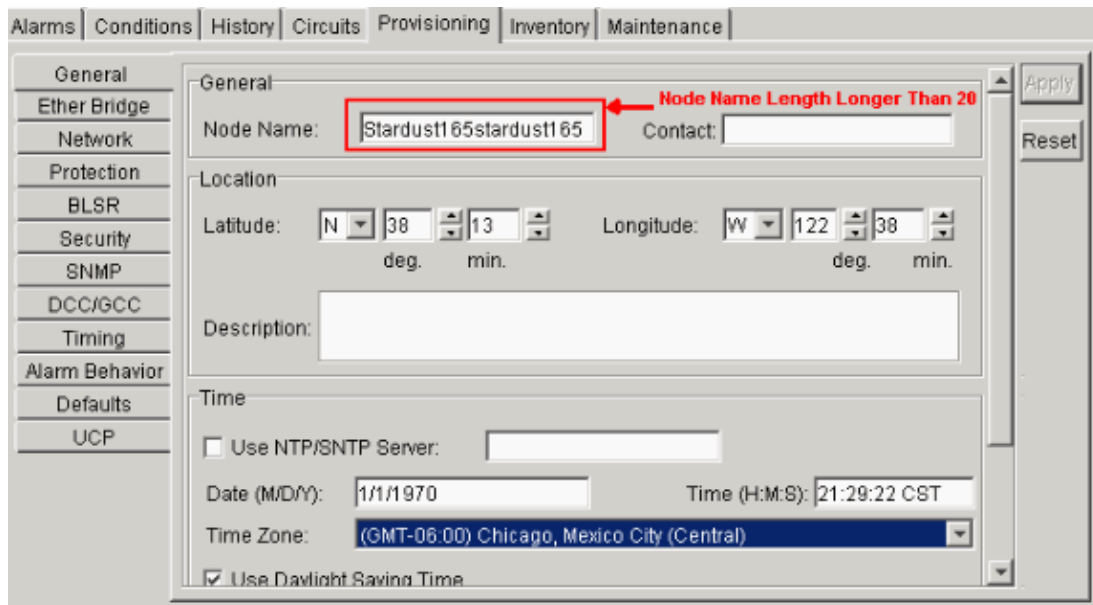 Alarms Conditions History Circuits Provisioning Inventory Maintenance
General
Ether Bridge
Network
Protection
BLSR
Security
SNMP
DCC/GCC
Timing
Alarm Behavior
Defaults
UCP
General
Node Name Length Longer Than 20
Node Name: Stardust165stardust165 Contact:
Location
Latitude: N 38 13 Longitude: W 122 38
deg. min. deg. min.
Description:
Time
Use NTP/SNTP Server:
Date (M/D/Y): 1/1/1970 Time (H:M:S): 21:29:22 CST
Time Zone: (GMT-06:00) Chicago, Mexico City (Central)
Use Daylight Saving Time
Apply
Reset